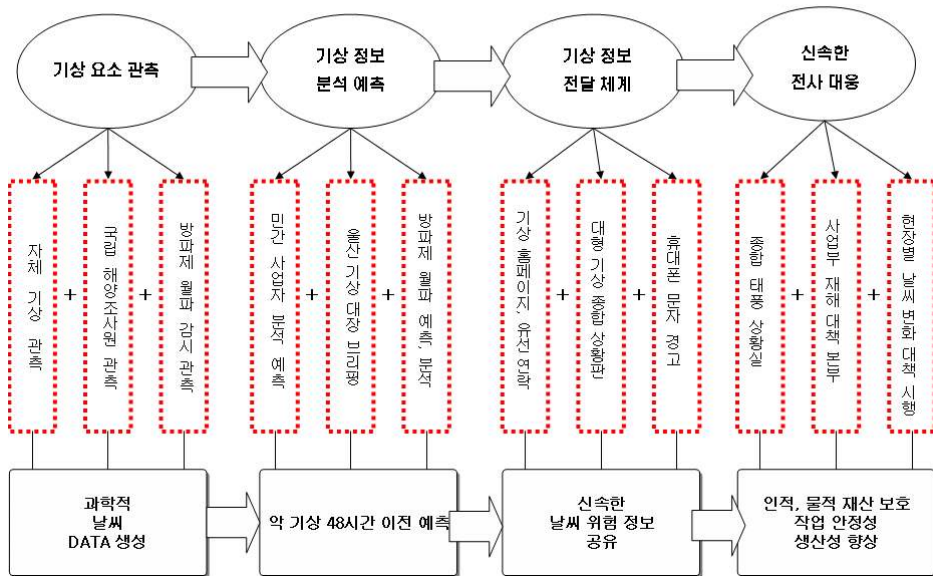 기상 요소 관측
기상 정보
분석 예측
기상 정보
전달 체계
신속한
전사 대응
자체 기상 관측
+
국립 해양조사원 관측
+
방파제 월파 감시 관측
민간 사업자 분석 예측
+
울산 기상 대장 브리핑
+
방파제 월파 예측, 분석
기상 홈페이지, 유선 연락
+
대형 기상 종합 상황판
+
휴대폰 문자 경고
종합 태풍 상황실
+
사업부 재해 대책 본부
+
현장별 날씨 변화 대책 시행
과학적
날씨
DATA 생성
악 기상 48시간 이전 예측
신속한
날씨 위험 정보
공유
인적, 물적 재산 보호
작업 안정성
생산성 향상